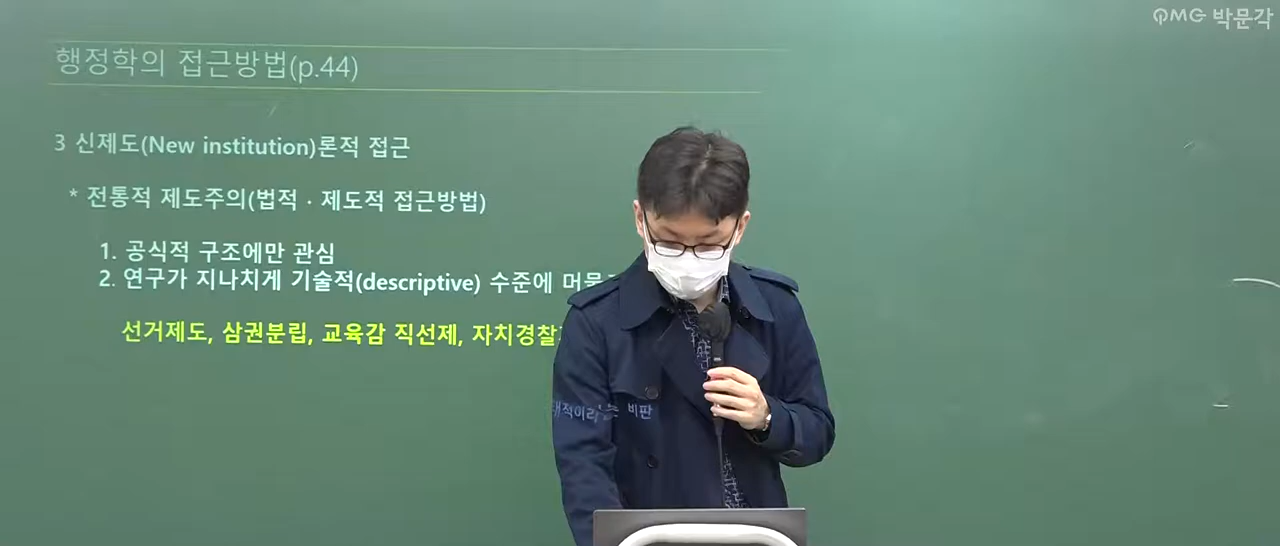 PMG 박문각
행정학의 접근방법(p.44)
3 신제도(New institution)론적 접근
* 전통적 제도주의(법적 · 제도적 접근방법)
1. 공식적 구조에만 관심
2. 연구가 지나치게 기술적(descriptive) 수준에
선거제도, 삼권분립, 교육감 직선제, 자치경찰
비판